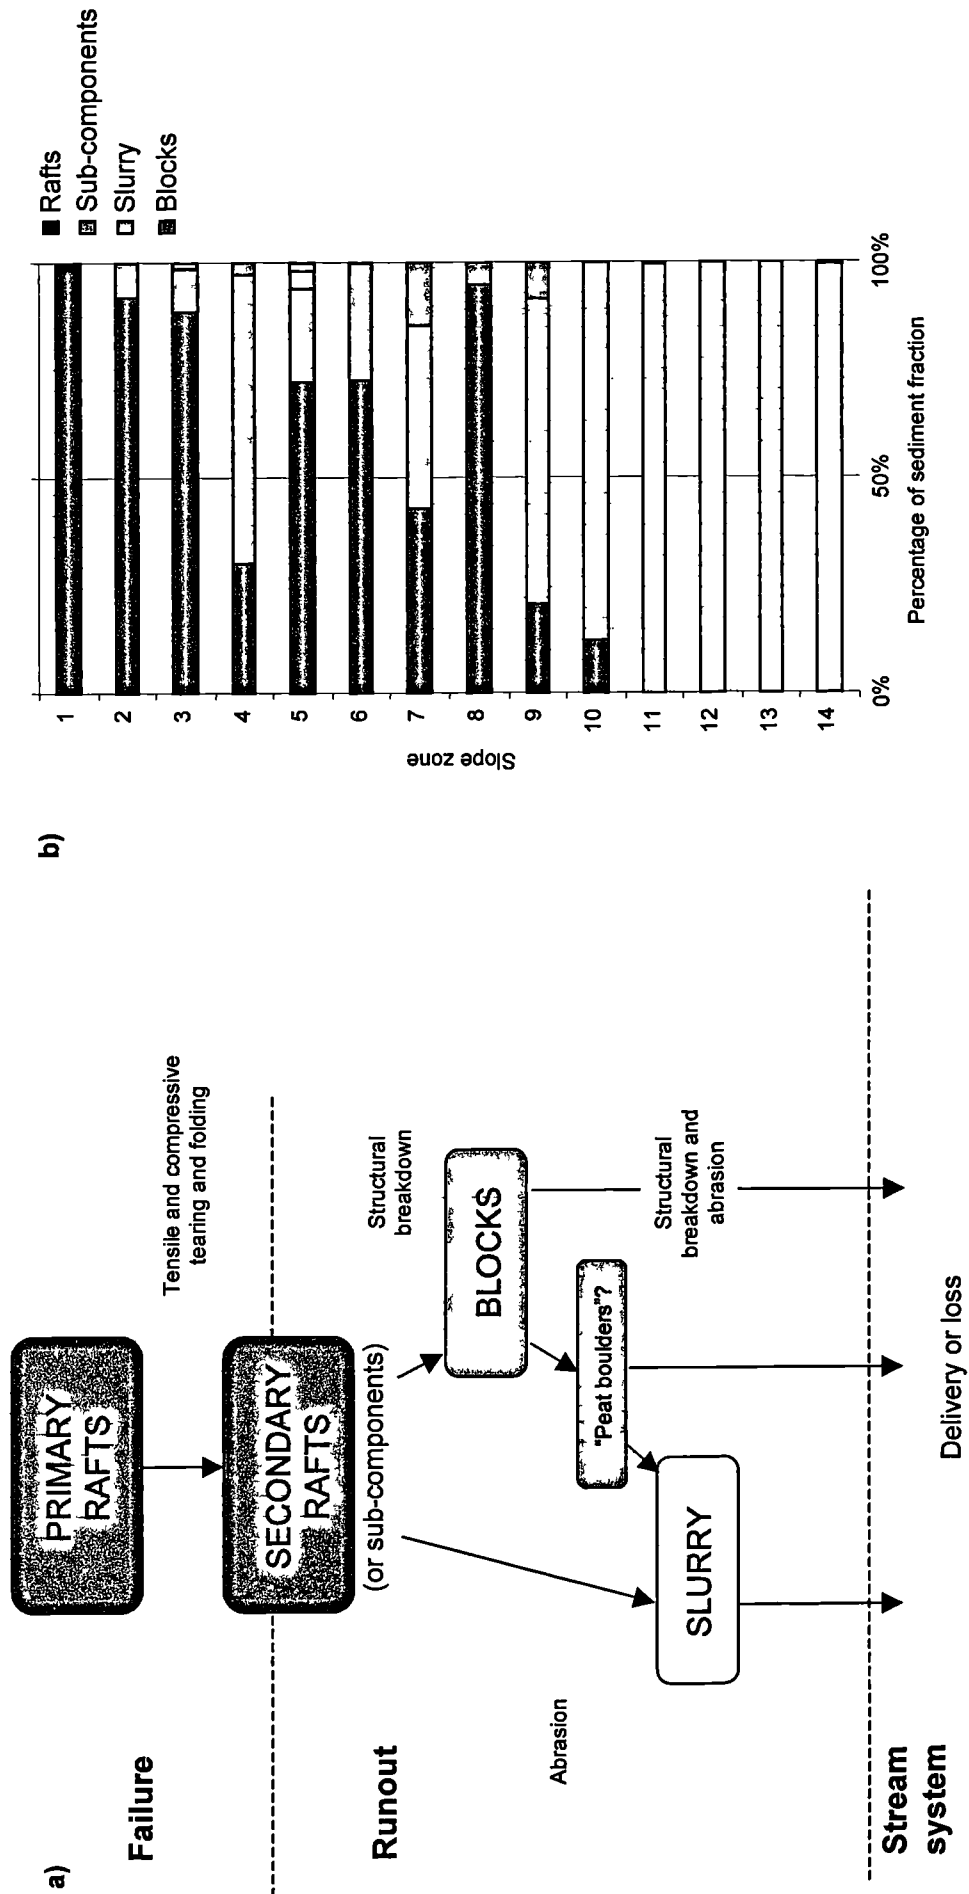 a)
Failure
PRIMARY
RAFTS
Tensile and compressive
tearing and folding
SECONDARY
RAFTS
(or sub-components)
Runout
Structural
breakdown
BLOCKS
Abrasion
"Peat boulders"?
Structural
breakdown and
abrasion
SLURRY
Stream
system
Delivery or loss
b)
Rafts
Sub-components
Slurry
Blocks
Slope zone
1
2
3
4
5
6
7
8
9
10
11
12
13
14
0%
50%
100%
Percentage of sediment fraction